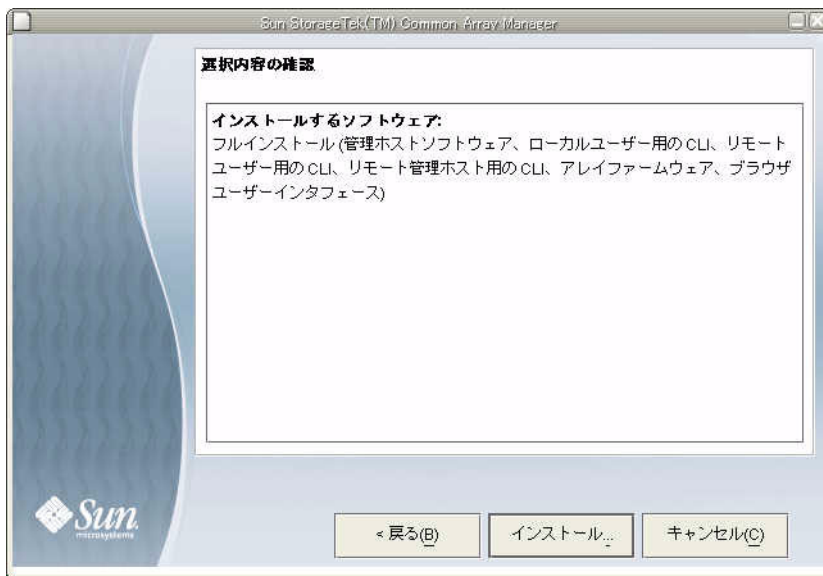 Sun StorageTek(TM) Common Array Manager
選択内容の確認
インストールするソフトウェア:
フルインストール (管理ホストソフトウェア、ローカルユーザー用の CLI、リモート
ユーザー用の CLI、リモート管理ホスト用の CLI、アレイファームウェア、ブラウザ
ユーザーインタフェース)
Sun
microsystems
< 戻る(B)
インストール...
キャンセル(C)